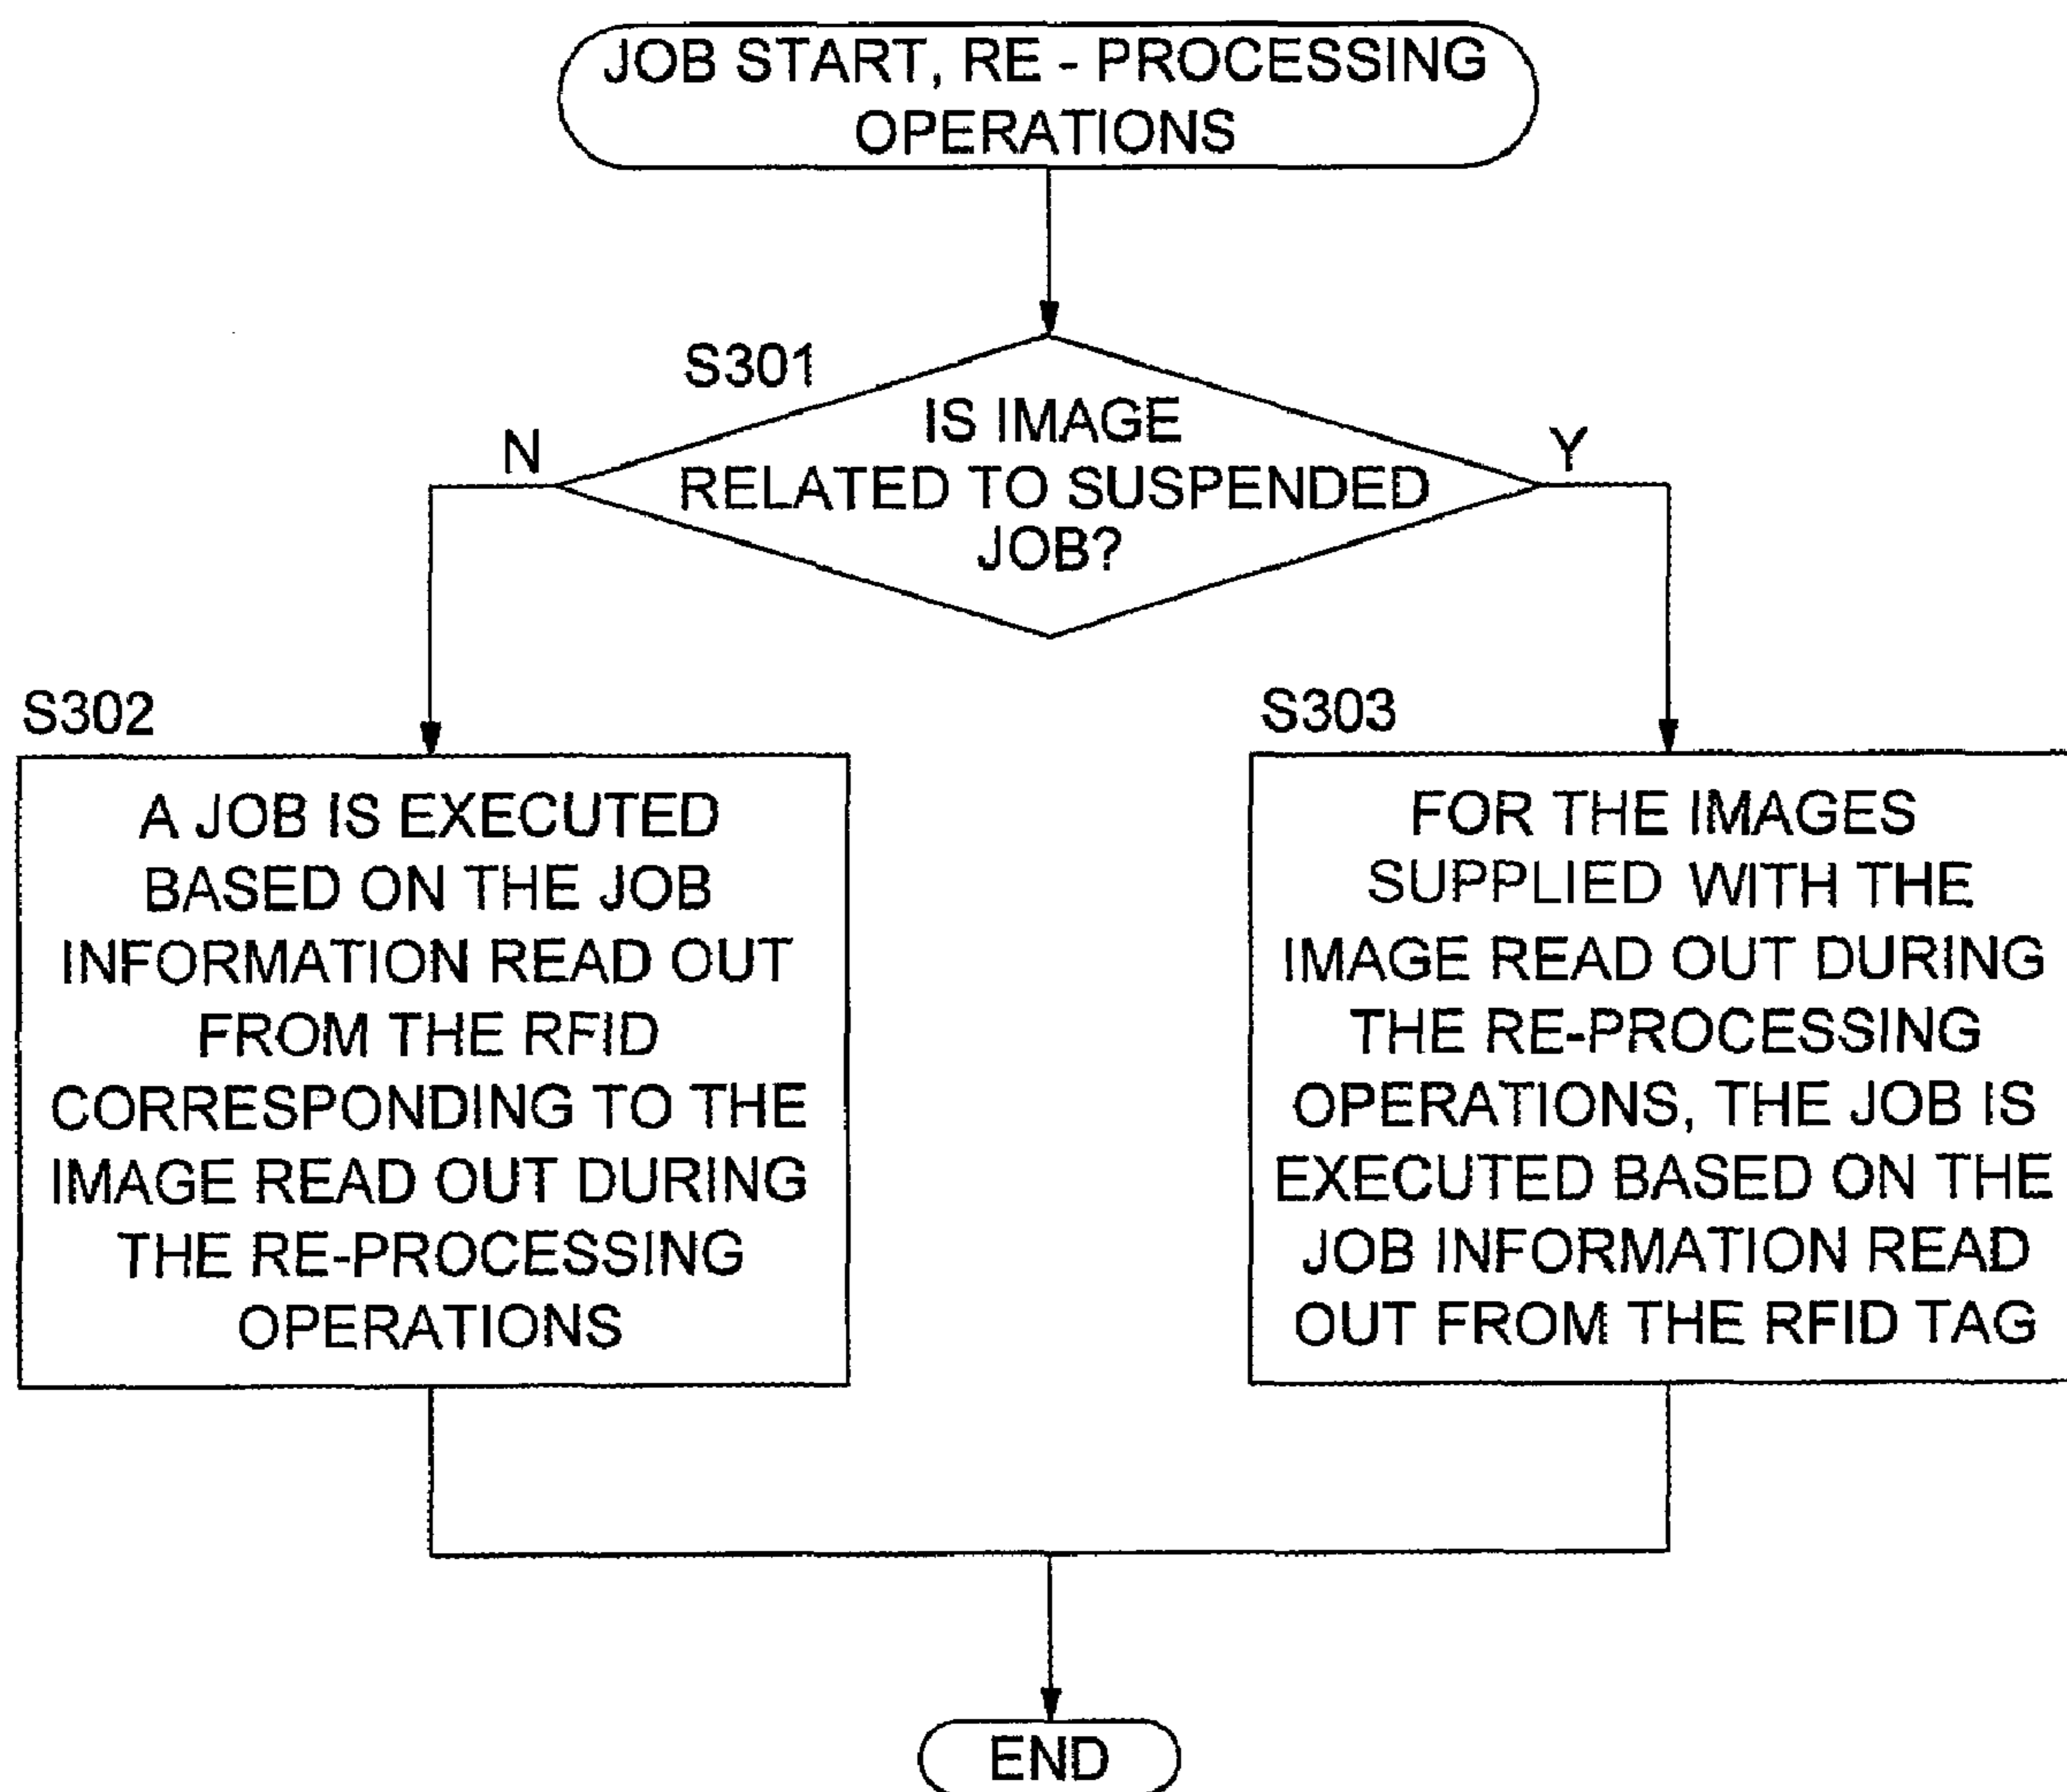 JOB START, RE - PROCESSING
OPERATIONS
S301
IS IMAGE
RELATED TO SUSPENDED
JOB?
N
Y
S302
A JOB IS EXECUTED
BASED ON THE JOB
INFORMATION READ OUT
FROM THE RFID
CORRESPONDING TO THE
IMAGE READ OUT DURING
THE RE-PROCESSING
OPERATIONS
S303
FOR THE IMAGES
SUPPLIED WITH THE
IMAGE READ OUT DURING
THE RE-PROCESSING
OPERATIONS, THE JOB IS
EXECUTED BASED ON THE
JOB INFORMATION READ
OUT FROM THE RFID TAG
END